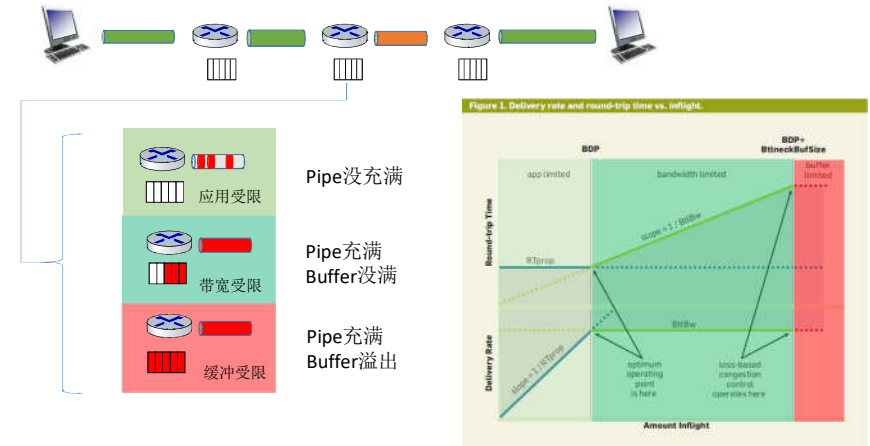 应用受限
Pipe没充满
带宽受限
Pipe充满
Buffer没满
缓冲受限
Pipe充满
Buffer溢出
Figure 1. Delivery rate and round-trip time vs. inflight.
BDP
BDP+
BtlneckBufSize
app limited
bandwidth limited
buffer
limited
Round-trip Time
slope = 1 / BtlBw
RTprop
Delivery Rate
BtlBw
slope = 1 / RTprop
optimum
operating
point
is here
loss-based
congestion
control
operates here
Amount Inflight